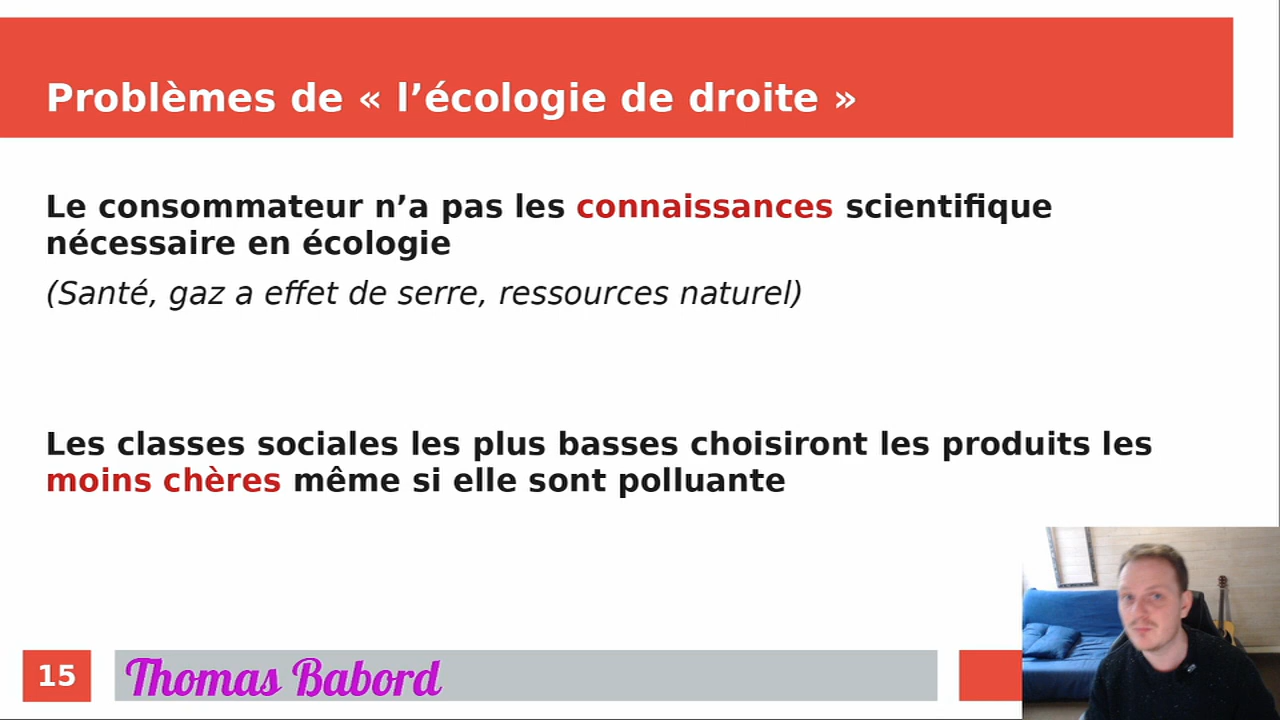 Problèmes de « l’écologie de droite »
Le consommateur n’a pas les connaissances scientifique
nécessaire en écologie
(Santé, gaz a effet de serre, ressources naturel)
Les classes sociales les plus basses choisiront les produits les
moins chères même si elle sont polluante
15
Thomas Babord